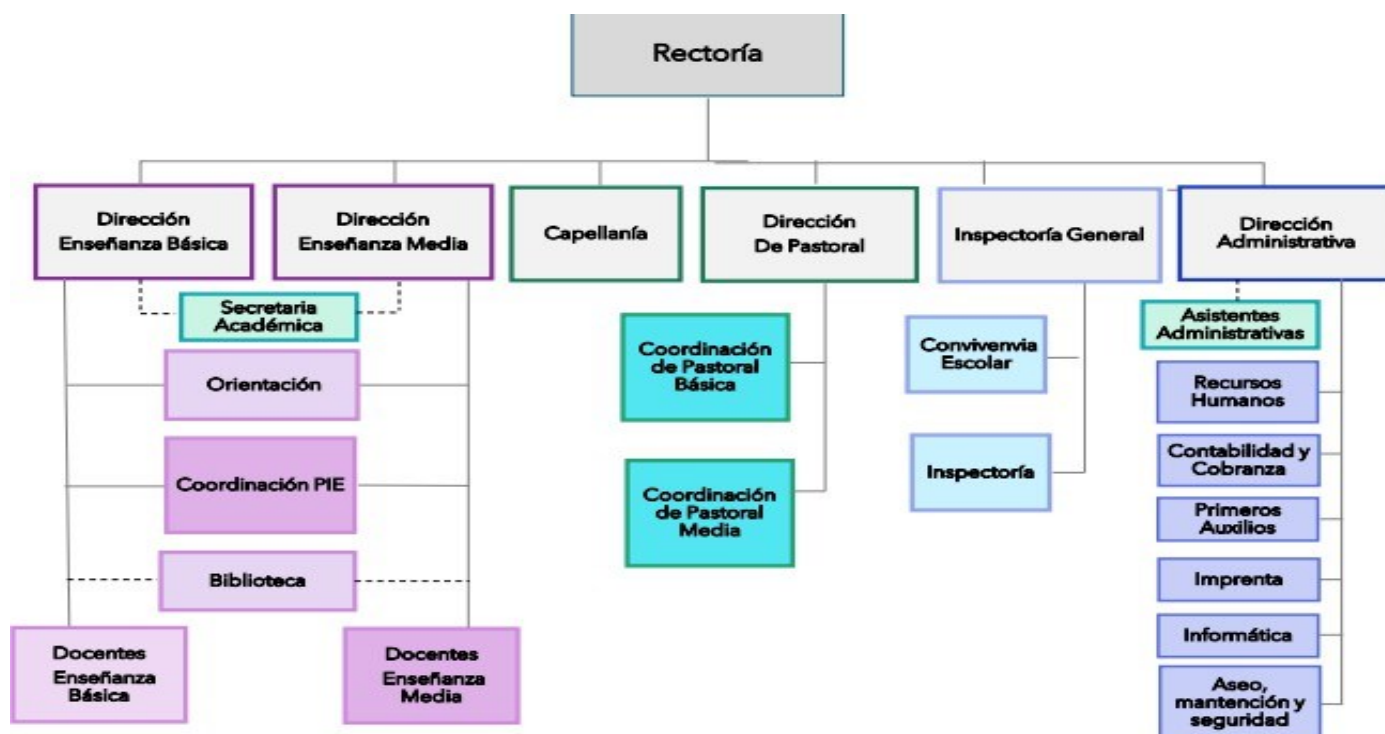 Rectoría
Dirección
Enseñanza Básica
Dirección
Enseñanza Media
Capellanía
Dirección
De Pastoral
Inspectoría General
Dirección
Administrativa
Secretaria
Académica
Orientación
Coordinación PIE
Biblioteca
Docentes
Enseñanza
Básica
Docentes
Enseñanza
Media
Coordinación
de Pastoral
Básica
Coordinación
de Pastoral
Media
Convivenvia
Escolar
Inspectoría
Asistentes
Administrativas
Recursos
Humanos
Contabilidad y
Cobranza
Primeros
Auxilios
Imprenta
Informática
Aseo,
mantención y
seguridad